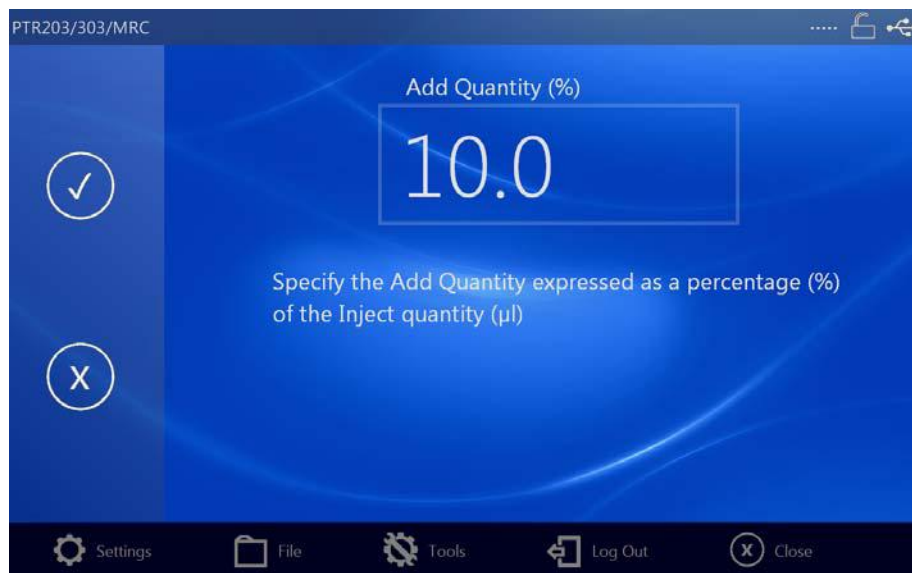 PTR203/303/MRC
.....
Add Quantity (%)
10.0
Specify the Add Quantity expressed as a percentage (%)
of the Inject quantity (µl)
X
Settings
File
Tools
Log Out
X
Close